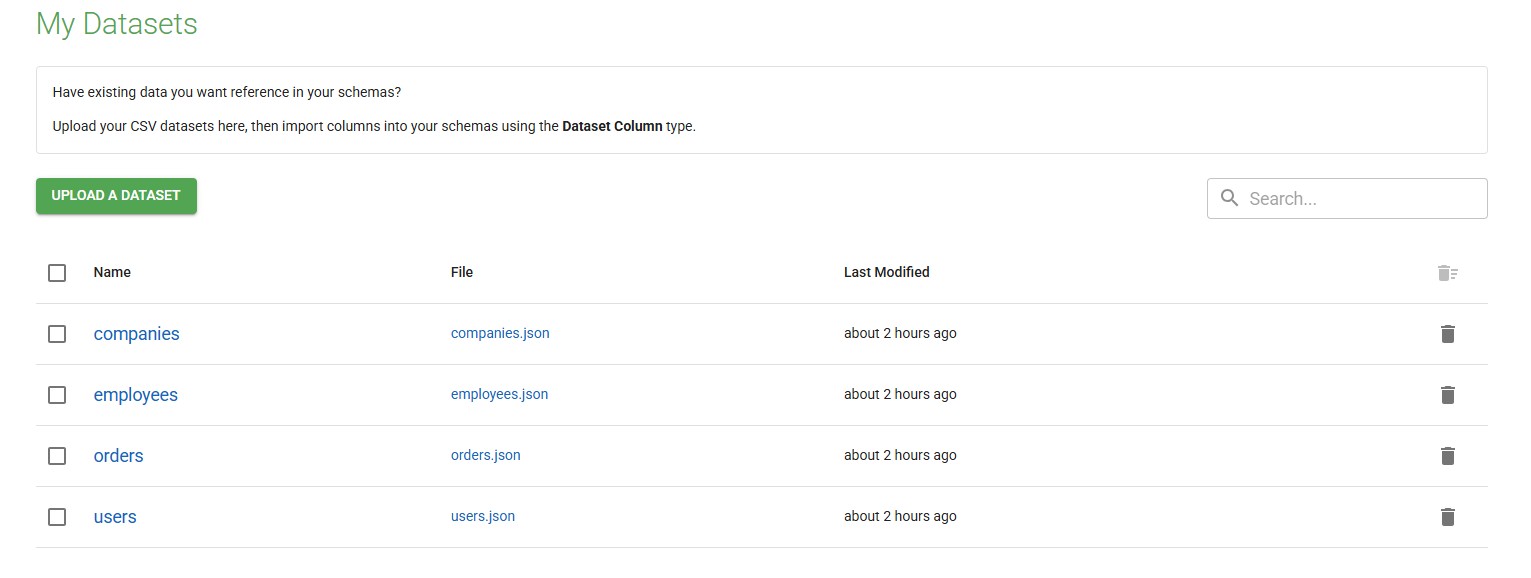 My Datasets
Have existing data you want reference in your schemas?
Upload your CSV datasets here, then import columns into your schemas using the Dataset Column type.
UPLOAD A DATASET
Search...
Name File Last Modified
companies companies.json about 2 hours ago
employees employees.json about 2 hours ago
orders orders.json about 2 hours ago
users users.json about 2 hours ago